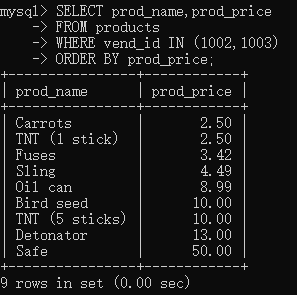 mysql> SELECT prod_name,prod_price
    -> FROM products
    -> WHERE vend_id IN (1002,1003)
    -> ORDER BY prod_price;
+----------------+------------+
| prod_name      | prod_price |
+----------------+------------+
| Carrots        |       2.50 |
| TNT (1 stick)  |       2.50 |
| Fuses          |       3.42 |
| Sling          |       4.49 |
| Oil can        |       8.99 |
| Bird seed      |      10.00 |
| TNT (5 sticks) |      10.00 |
| Detonator      |      13.00 |
| Safe           |      50.00 |
+----------------+------------+
9 rows in set (0.00 sec)